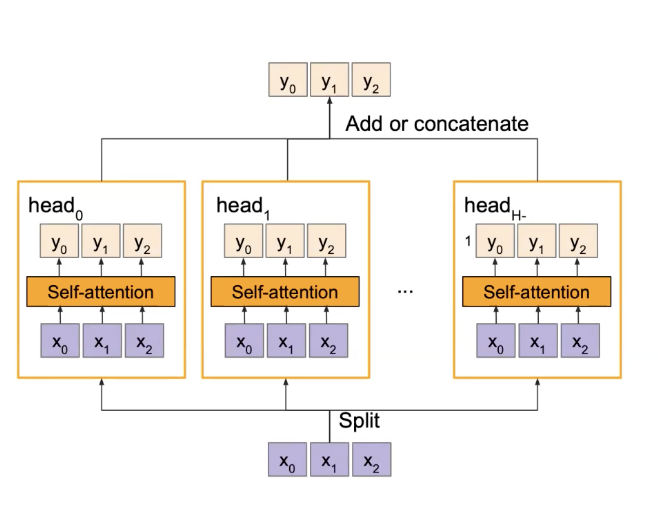 y₀ y₁ y₂
Add or concatenate
head₀
y₀ y₁ y₂
Self-attention
x₀ x₁ x₂
head₁
y₀ y₁ y₂
Self-attention
x₀ x₁ x₂
...
head_H-
1
y₀ y₁ y₂
Self-attention
x₀ x₁ x₂
Split
x₀ x₁ x₂